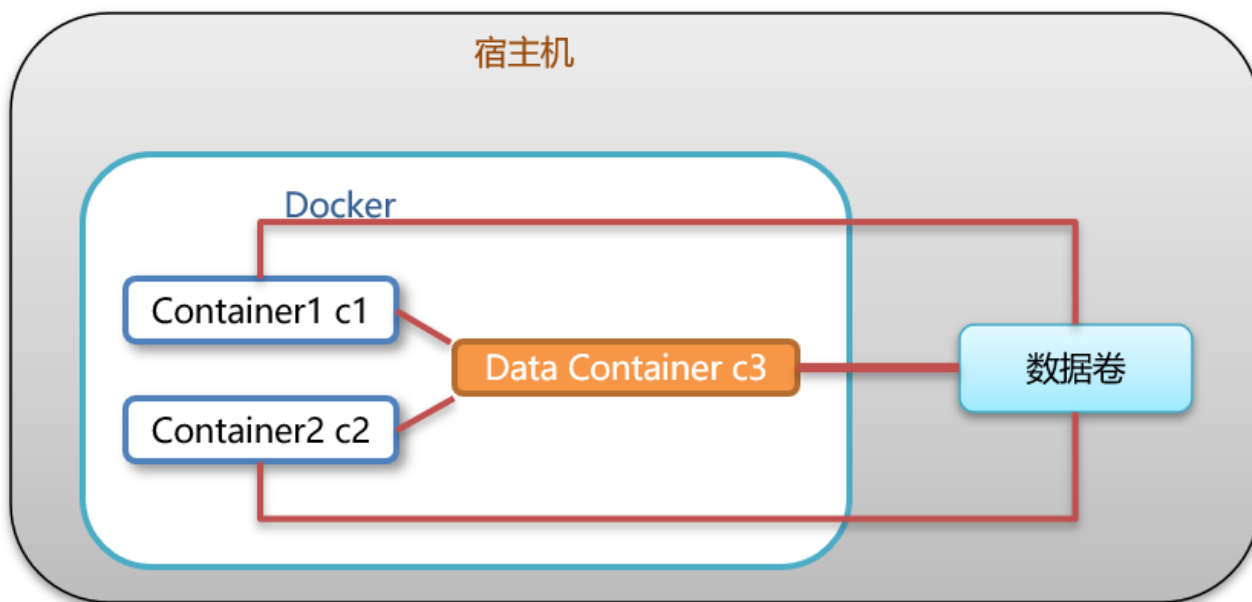 宿主机
Docker
Container1 c1
Data Container c3
数据卷
Container2 c2